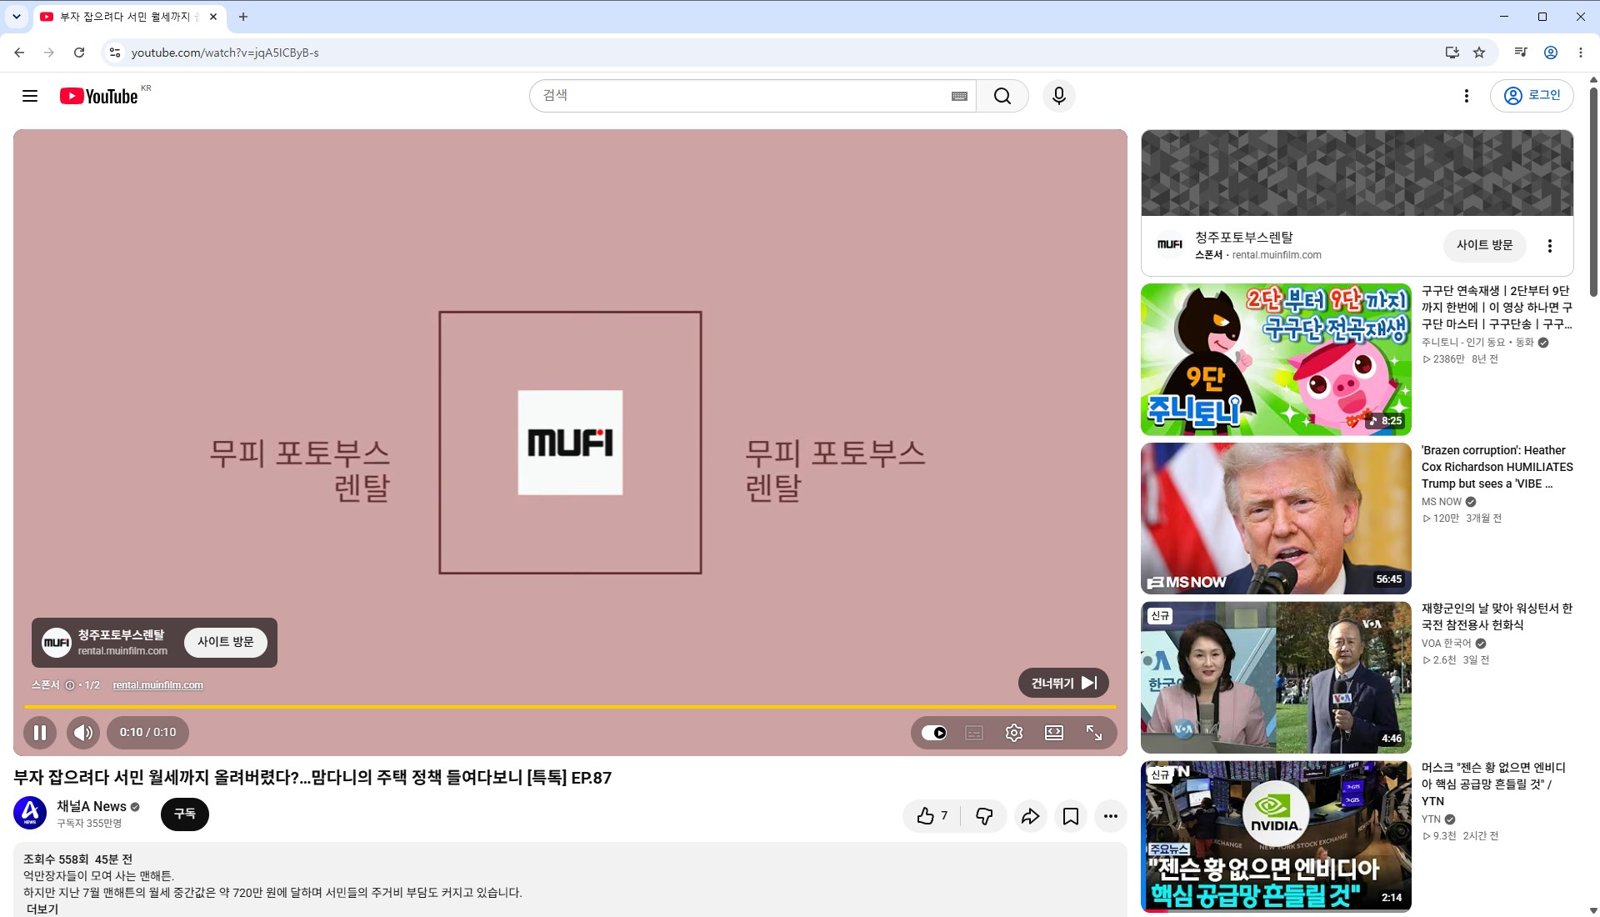 부자 잡으려다 서민 월세까지
youtube.com/watch?v=jqA5ICByB-s
YouTube KR
검색
로그인
무피 포토부스
렌탈
MUFI
무피 포토부스
렌탈
MUFI
청주포토부스렌탈
rental.muinfilm.com
사이트 방문
스폰서 · 1/2 rental.muinfilm.com
건너뛰기
0:10 / 0:10
부자 잡으려다 서민 월세까지 올려버렸다?...맘다니의 주택 정책 들여다보니 [특톡] EP.87
채널A News
구독자 355만명
구독
7
조회수 558회 45분 전
억만장자들이 모여 사는 맨해튼.
하지만 지난 7월 맨해튼의 월세 중간값은 약 720만 원에 달하며 서민들의 주거비 부담도 커지고 있습니다.
더보기
MUFI
청주포토부스렌탈
스폰서 · rental.muinfilm.com
사이트 방문
2단부터 9단까지
구구단 전곡재생
9단
주니토니
8:25
구구단 연속재생 | 2단부터 9단
까지 한번에 | 이 영상 하나면 구
구단 마스터 | 구구단송 | 구구...
주니토니 - 인기 동요 · 동화
2386만 8년 전
MS NOW
56:45
'Brazen corruption': Heather
Cox Richardson HUMILIATES
Trump but sees a 'VIBE ...
MS NOW
120만 3개월 전
신규
VOA
한국어
VOA
VOA
4:46
재향군인의 날 맞아 워싱턴서 한
국전 참전용사 헌화식
VOA 한국어
2.6천 3일 전
신규
NVIDIA.
NEW YORK STOCK EXCHANGE
주요뉴스
"젠슨 황 없으면 엔비디아
핵심 공급망 흔들릴 것"
2:14
머스크 "젠슨 황 없으면 엔비디
아 핵심 공급망 흔들릴 것" /
YTN
YTN
9.3천 2시간 전